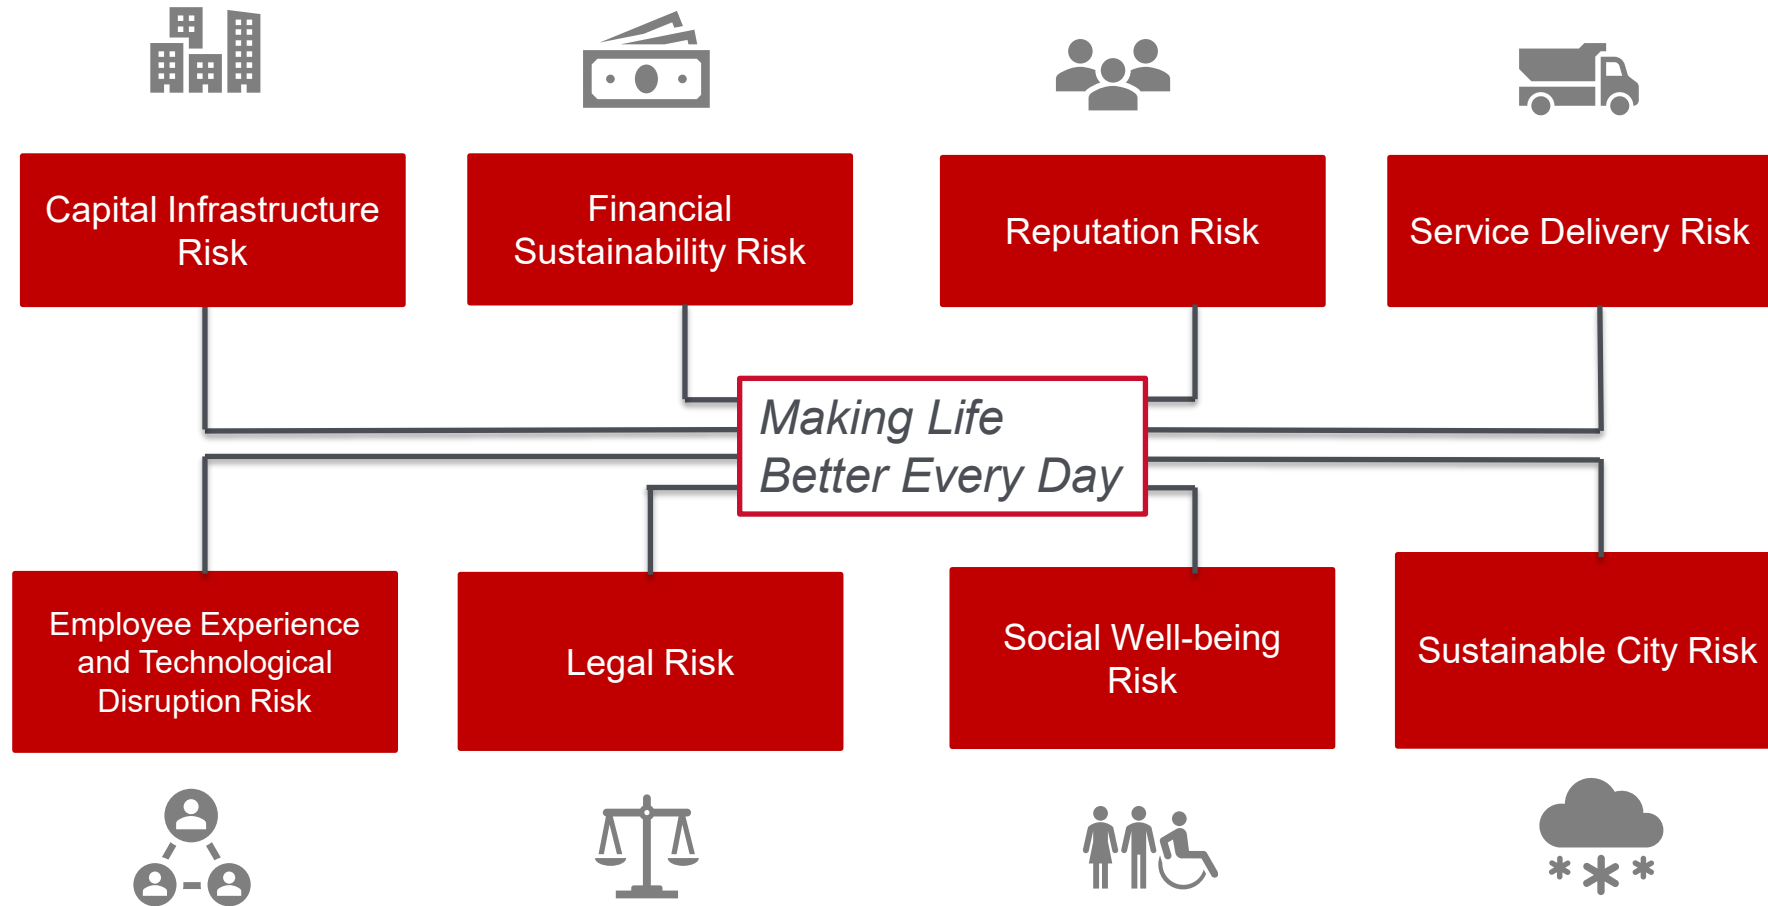 Capital Infrastructure
Risk
Financial
Sustainability Risk
Reputation Risk
Service Delivery Risk
Making Life
Better Every Day
Employee Experience
and Technological
Disruption Risk
Legal Risk
Social Well-being
Risk
Sustainable City Risk